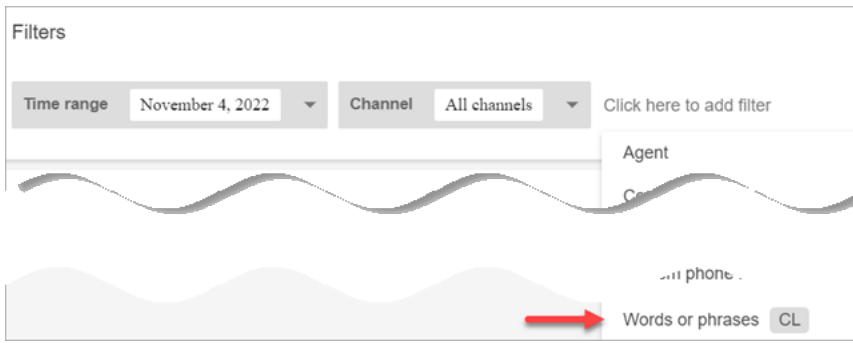 Filters
Time range November 4, 2022 Channel All channels Click here to add filter
Agent
phone
Words or phrases CL